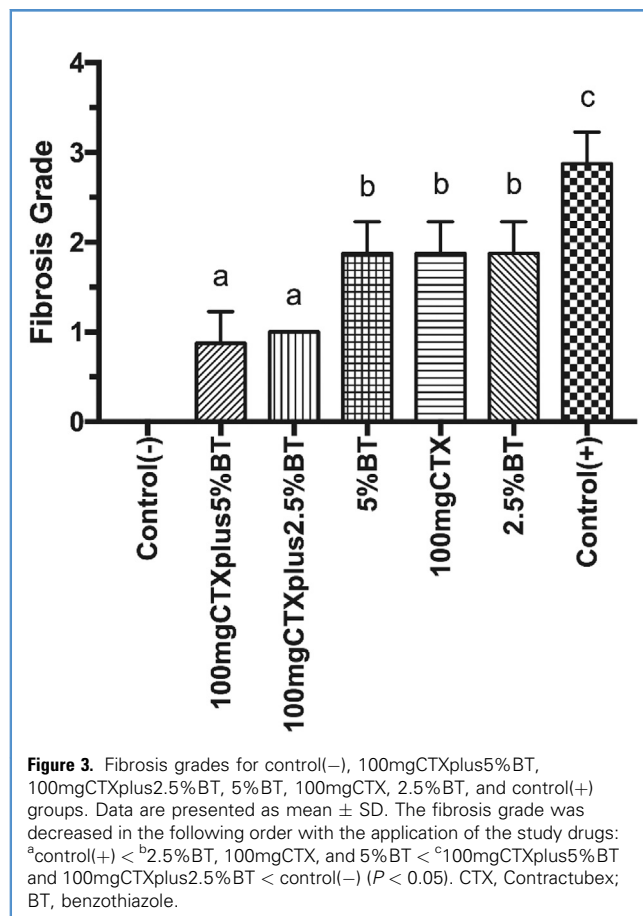 4
3
2
1
0
Fibrosis Grade
a
a
b
b
b
c
Control(-)
100mgCTXplus5%BT
100mgCTXplus2.5%BT
5%BT
100mgCTX
2.5%BT
Control(+)
Figure 3. Fibrosis grades for control(−), 100mgCTXplus5%BT,
100mgCTXplus2.5%BT, 5%BT, 100mgCTX, 2.5%BT, and control(+)
groups. Data are presented as mean ± SD. The fibrosis grade was
decreased in the following order with the application of the study drugs:
ᵃcontrol(+) < ᵇ2.5%BT, 100mgCTX, and 5%BT < ᶜ100mgCTXplus5%BT
and 100mgCTXplus2.5%BT < control(−) (P < 0.05). CTX, Contractubex;
BT, benzothiazole.